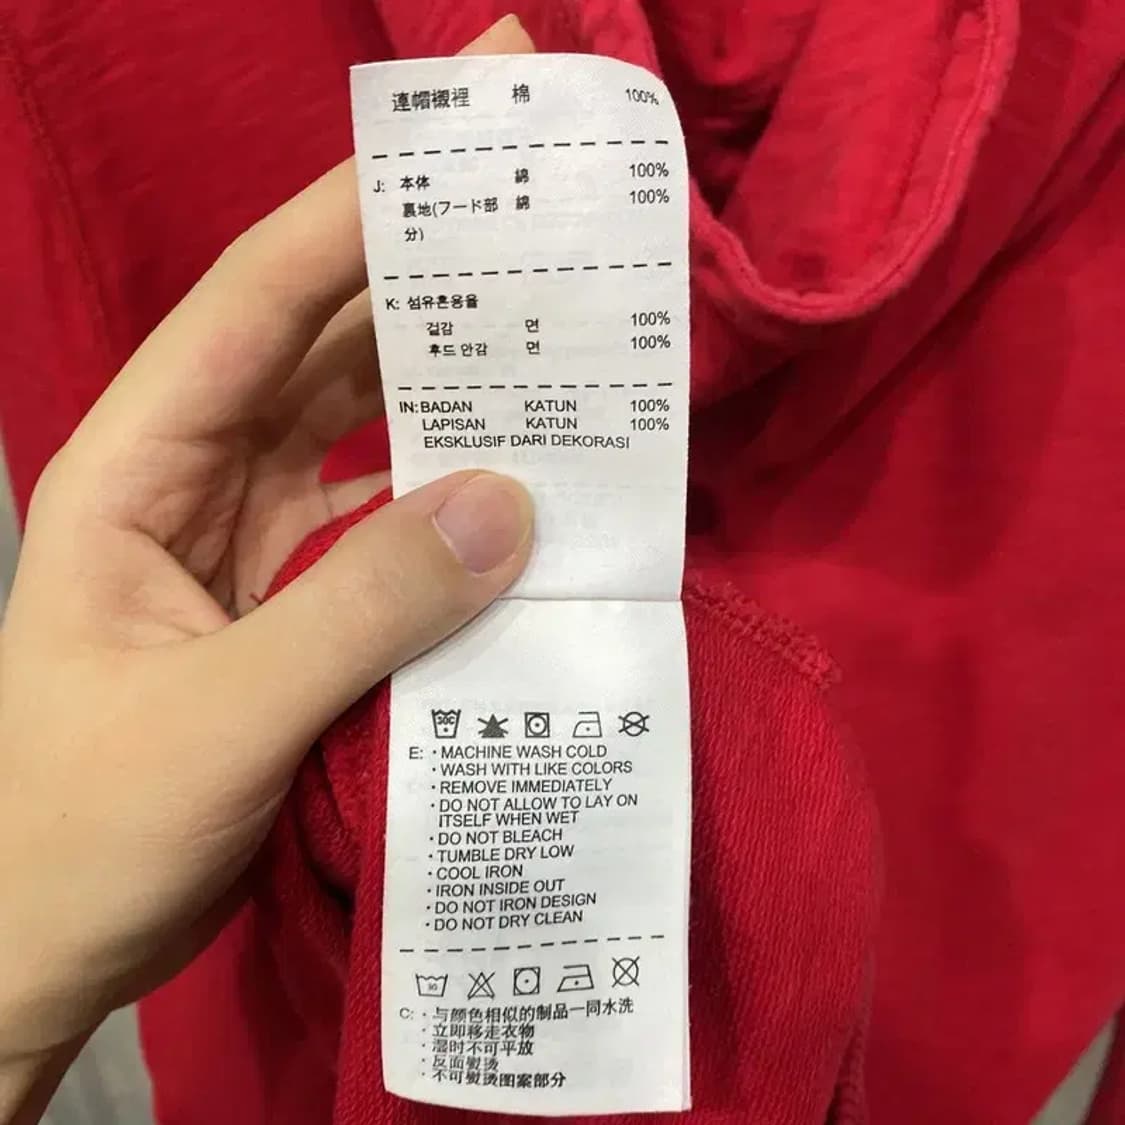 連帽襯裡 棉 100%
J: 本体 綿 100%
裏地(フード部 綿 100%
分)
K: 섬유혼용율
겉감 면 100%
후드 안감 면 100%
IN: BADAN KATUN 100%
LAPISAN KATUN 100%
EKSKLUSIF DARI DEKORASI
30C
E: · MACHINE WASH COLD
· WASH WITH LIKE COLORS
· REMOVE IMMEDIATELY
· DO NOT ALLOW TO LAY ON
ITSELF WHEN WET
· DO NOT BLEACH
· TUMBLE DRY LOW
· COOL IRON
· IRON INSIDE OUT
· DO NOT IRON DESIGN
· DO NOT DRY CLEAN
30
C: · 与颜色相似的制品一同水洗
· 立即移走衣物
· 湿时不可平放
· 反面熨烫
· 不可熨烫图案部分